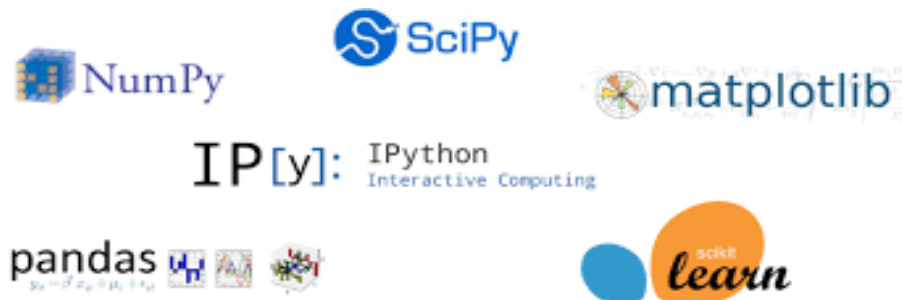 SciPy
NumPy
matplotlib
IP[y]: IPython
Interactive Computing
pandas
scikit
learn